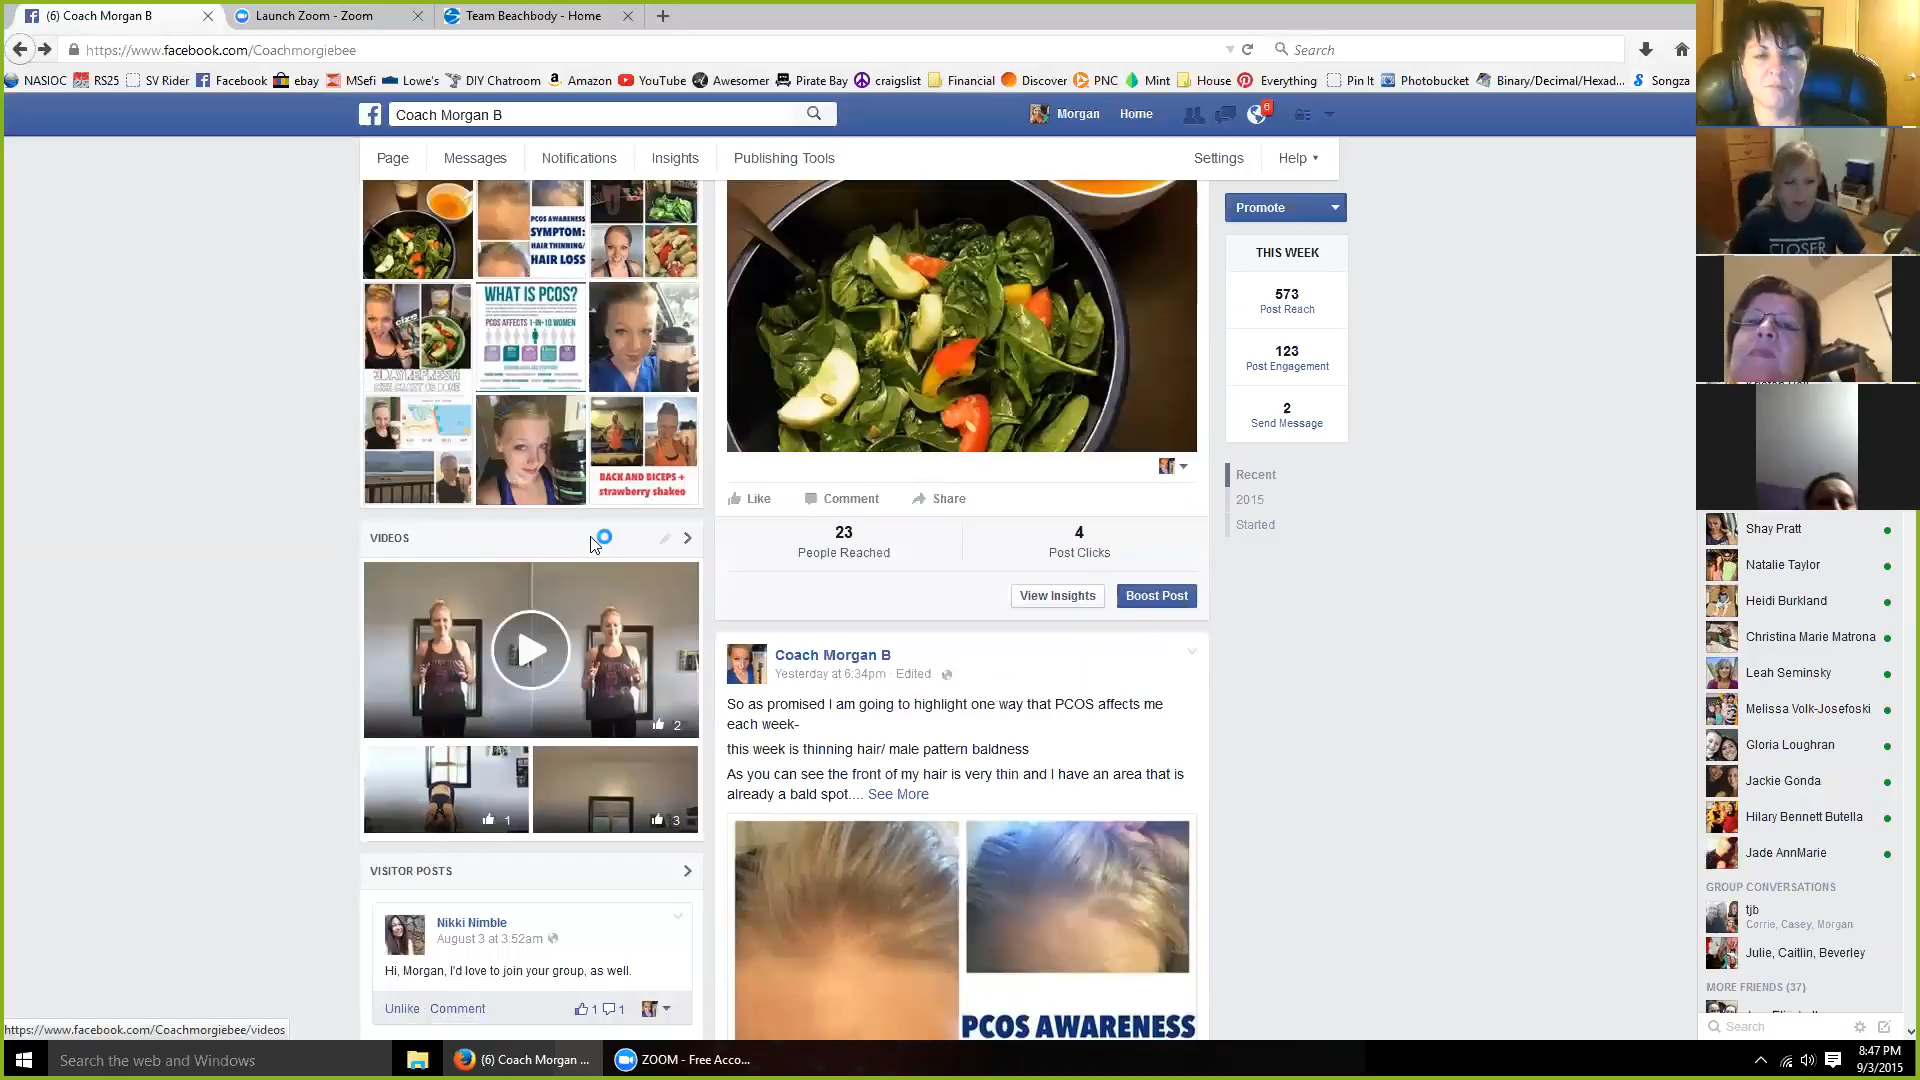 (6) Coach Morgan B
Launch Zoom - Zoom
Team Beachbody - Home
https://www.facebook.com/Coachmorgiebee
Search
NASIOC
RS25
SV Rider
Facebook
ebay
MSefi
Lowe's
DIY Chatroom
Amazon
YouTube
Awesomer
Pirate Bay
craigslist
Financial
Discover
PNC
Mint
House
Everything
Pin It
Photobucket
Binary/Decimal/Hexad...
Songza
Coach Morgan B
Morgan
Home
6
Page
Messages
Notifications
Insights
Publishing Tools
Settings
Help
PCOS AWARENESS
SYMPTOM:
HAIR THINNING/
HAIR LOSS
cize
WHAT IS PCOS?
PCOS AFFECTS 1-IN-10 WOMEN
3DAYREFRESH
BACK AND BICEPS +
strawberry shakeo
VIDEOS
2
1
3
VISITOR POSTS
Nikki Nimble
August 3 at 3:52am
Hi, Morgan, I'd love to join your group, as well.
Unlike · Comment
1
1
https://www.facebook.com/Coachmorgiebee/videos
Like
Comment
Share
23
People Reached
4
Post Clicks
View Insights
Boost Post
Coach Morgan B
Yesterday at 6:34pm · Edited ·
So as promised I am going to highlight one way that PCOS affects me
each week-
this week is thinning hair/ male pattern baldness
As you can see the front of my hair is very thin and I have an area that is
already a bald spot.... See More
PCOS AWARENESS
Promote
THIS WEEK
573
Post Reach
123
Post Engagement
2
Send Message
Recent
2015
Started
CLOSER
Shay Pratt
Natalie Taylor
Heidi Burkland
Christina Marie Matrona
Leah Seminsky
Melissa Volk-Josefoski
Gloria Loughran
Jackie Gonda
Hilary Bennett Butella
Jade AnnMarie
GROUP CONVERSATIONS
tjb
Corrie, Casey, Morgan
Julie, Caitlin, Beverley
MORE FRIENDS (37)
Search
Search the web and Windows
(6) Coach Morgan ...
ZOOM - Free Acco...
8:47 PM
9/3/2015